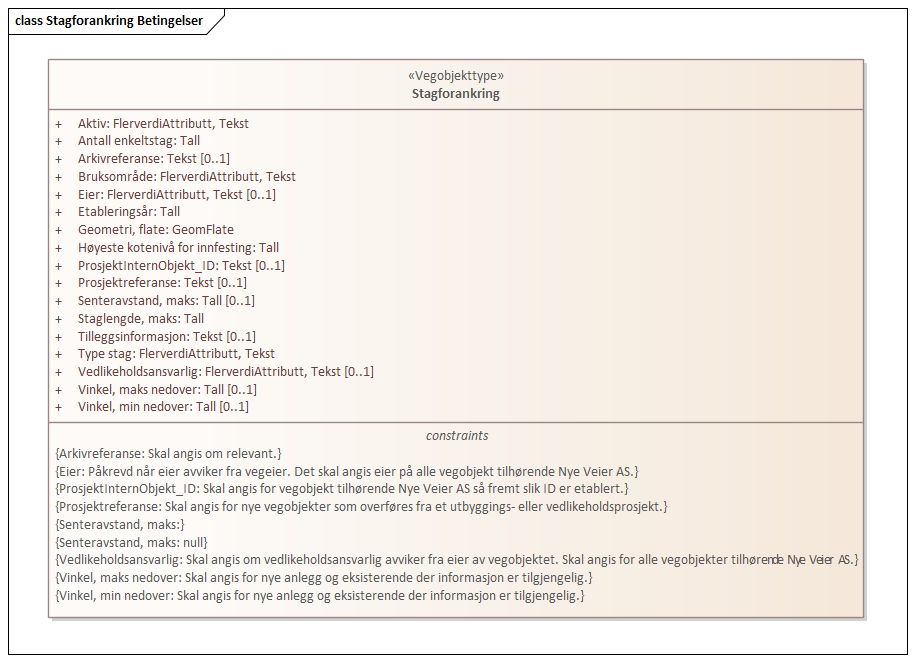 class Stagforankring Betingelser
«Vegobjekttype»
Stagforankring
+ Aktiv: FlerverdiAttributt, Tekst
+ Antall enkeltstag: Tall
+ Arkivreferanse: Tekst [0..1]
+ Bruksområde: FlerverdiAttributt, Tekst
+ Eier: FlerverdiAttributt, Tekst [0..1]
+ Etableringsår: Tall
+ Geometri, flate: GeomFlate
+ Høyeste kotenivå for innfesting: Tall
+ ProsjektInternObjekt_ID: Tekst [0..1]
+ Prosjektreferanse: Tekst [0..1]
+ Senteravstand, maks: Tall [0..1]
+ Staglengde, maks: Tall
+ Tilleggsinformasjon: Tekst [0..1]
+ Type stag: FlerverdiAttributt, Tekst
+ Vedlikeholdsansvarlig: FlerverdiAttributt, Tekst [0..1]
+ Vinkel, maks nedover: Tall [0..1]
+ Vinkel, min nedover: Tall [0..1]
constraints
{Arkivreferanse: Skal angis om relevant.}
{Eier: Påkrevd når eier avviker fra vegeier. Det skal angis eier på alle vegobjekt tilhørende Nye Veier AS.}
{ProsjektInternObjekt_ID: Skal angis for vegobjekt tilhørende Nye Veier AS så fremt slik ID er etablert.}
{Prosjektreferanse: Skal angis for nye vegobjekter som overføres fra et utbyggings- eller vedlikeholdsprosjekt.}
{Senteravstand, maks:}
{Senteravstand, maks: null}
{Vedlikeholdsansvarlig: Skal angis om vedlikeholdsansvarlig avviker fra eier av vegobjektet. Skal angis for alle vegobjekter tilhørende Nye Veier AS.}
{Vinkel, maks nedover: Skal angis for nye anlegg og eksisterende der informasjon er tilgjengelig.}
{Vinkel, min nedover: Skal angis for nye anlegg og eksisterende der informasjon er tilgjengelig.}